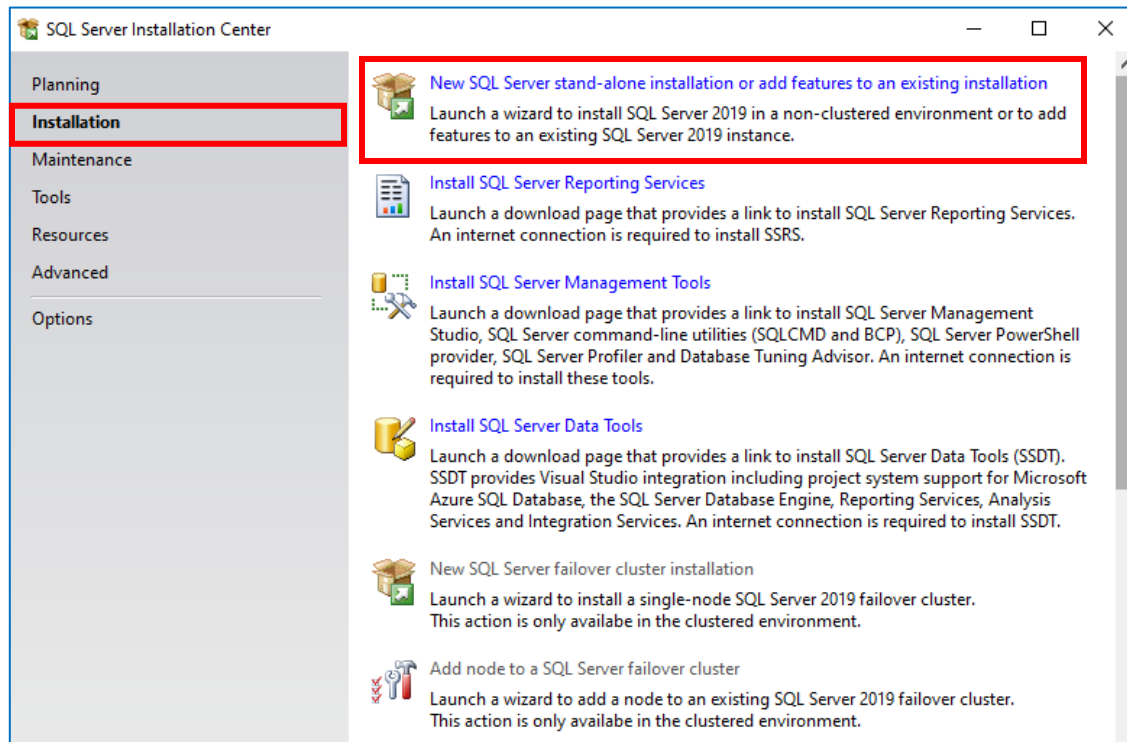 SQL Server Installation Center
Planning
Installation
Maintenance
Tools
Resources
Advanced
Options
New SQL Server stand-alone installation or add features to an existing installation
Launch a wizard to install SQL Server 2019 in a non-clustered environment or to add
features to an existing SQL Server 2019 instance.
Install SQL Server Reporting Services
Launch a download page that provides a link to install SQL Server Reporting Services.
An internet connection is required to install SSRS.
Install SQL Server Management Tools
Launch a download page that provides a link to install SQL Server Management
Studio, SQL Server command-line utilities (SQLCMD and BCP), SQL Server PowerShell
provider, SQL Server Profiler and Database Tuning Advisor. An internet connection is
required to install these tools.
Install SQL Server Data Tools
Launch a download page that provides a link to install SQL Server Data Tools (SSDT).
SSDT provides Visual Studio integration including project system support for Microsoft
Azure SQL Database, the SQL Server Database Engine, Reporting Services, Analysis
Services and Integration Services. An internet connection is required to install SSDT.
New SQL Server failover cluster installation
Launch a wizard to install a single-node SQL Server 2019 failover cluster.
This action is only availabe in the clustered environment.
Add node to a SQL Server failover cluster
Launch a wizard to add a node to an existing SQL Server 2019 failover cluster.
This action is only availabe in the clustered environment.